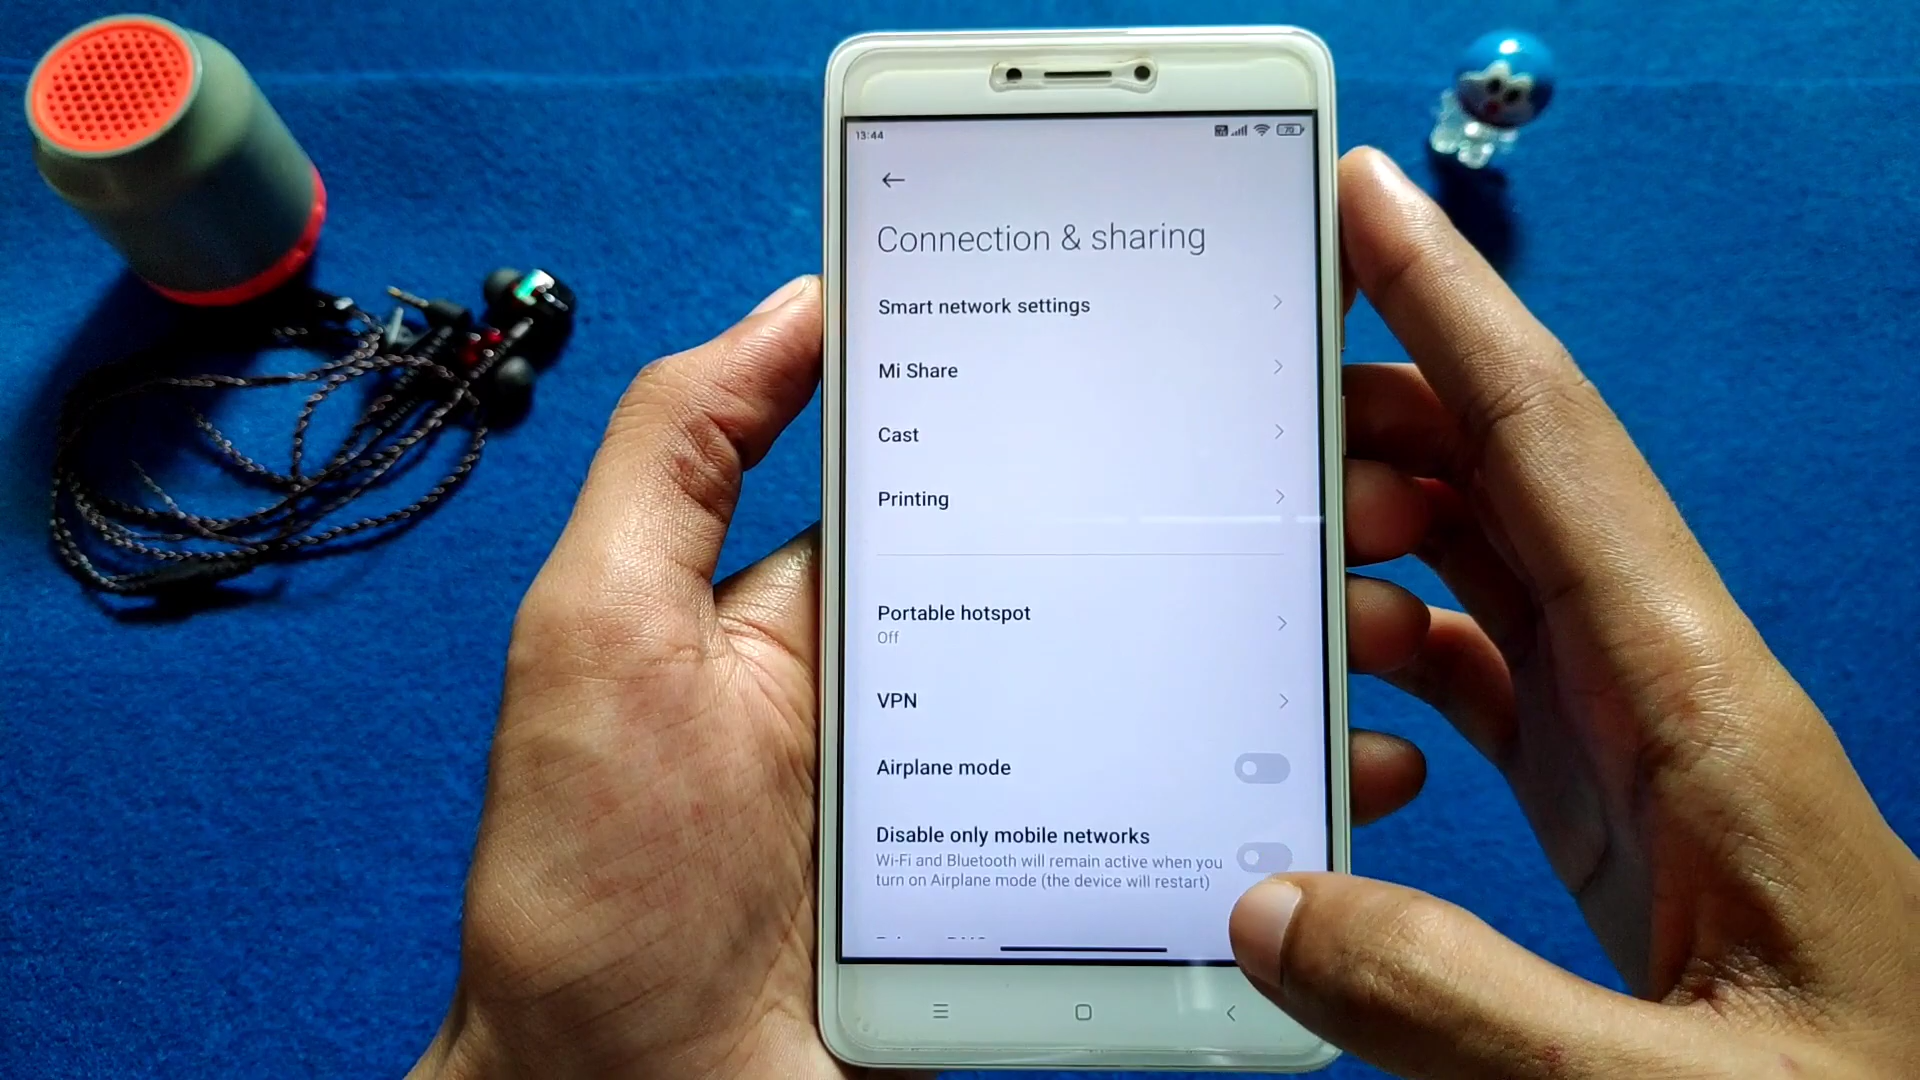 13:44
79
Connection & sharing
Smart network settings
Mi Share
Cast
Printing
Portable hotspot
Off
VPN
Airplane mode
Disable only mobile networks
Wi-Fi and Bluetooth will remain active when you
turn on Airplane mode (the device will restart)